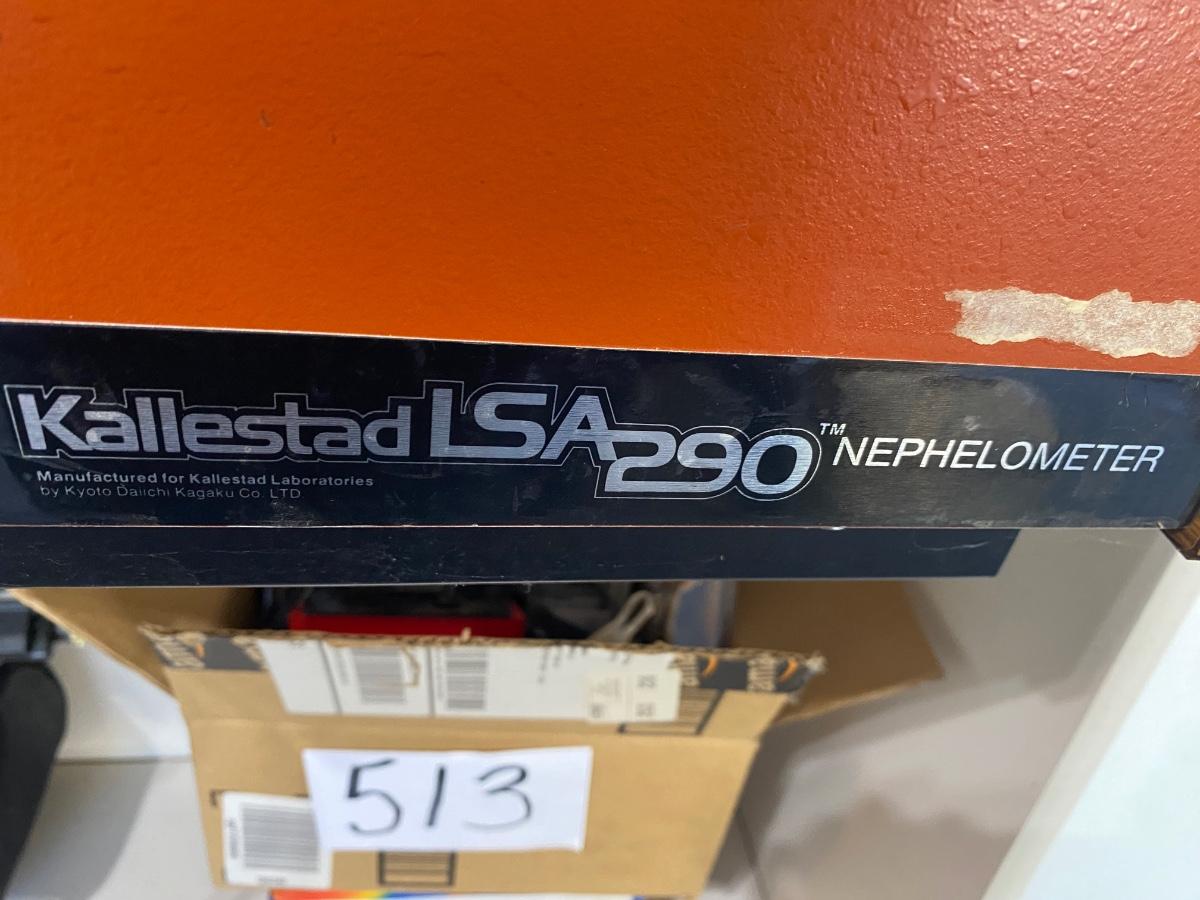 Kallestad LSA 290™ NEPHELOMETER
Manufactured for Kallestad Laboratories
by Kyoto Daiichi Kagaku Co. LTD
513